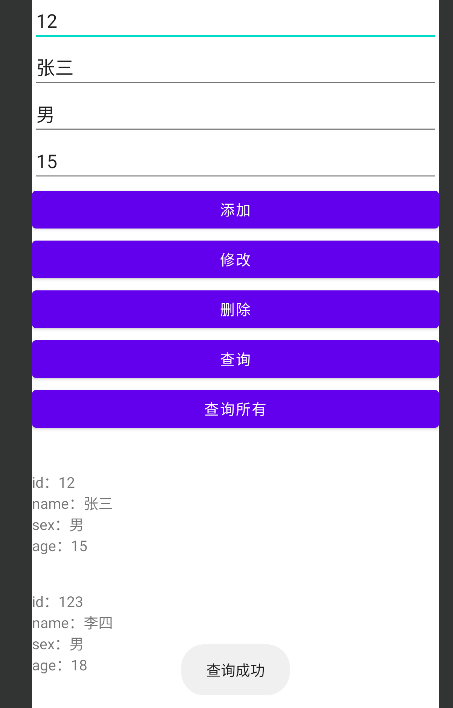 12
张三
男
15
添加
修改
删除
查询
查询所有
id：12
name：张三
sex：男
age：15
id：123
name：李四
sex：男
age：18
查询成功